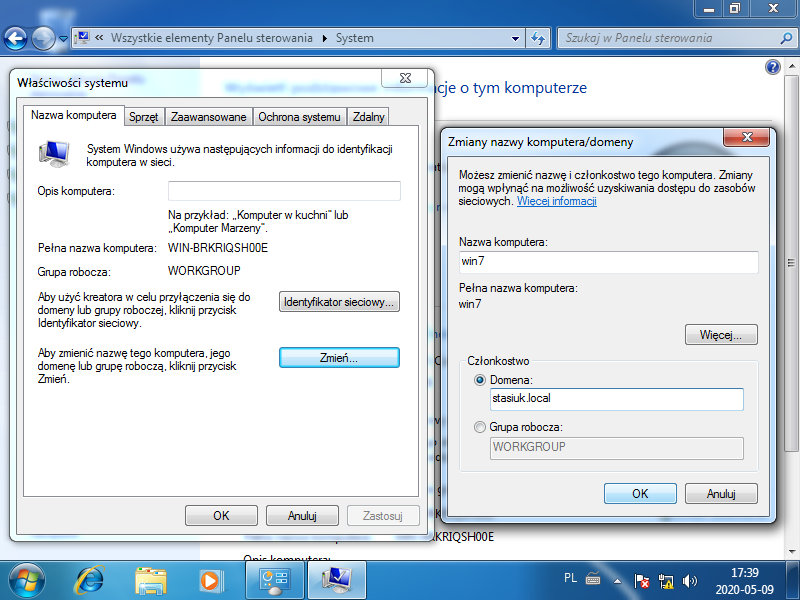 « Wszystkie elementy Panelu sterowania ▸ System
Szukaj w Panelu sterowania
cje o tym komputerze
Właściwości systemu
Nazwa komputera
Sprzęt
Zaawansowane
Ochrona systemu
Zdalny
System Windows używa następujących informacji do identyfikacji
komputera w sieci.
Opis komputera:
Na przykład: „Komputer w kuchni” lub
„Komputer Marzeny”.
Pełna nazwa komputera:
WIN-BRKRIQSH00E
Grupa robocza:
WORKGROUP
Aby użyć kreatora w celu przyłączenia się do
domeny lub grupy roboczej, kliknij przycisk
Identyfikator sieciowy.
Identyfikator sieciowy...
Aby zmienić nazwę tego komputera, jego
domenę lub grupę roboczą, kliknij przycisk
Zmień.
Zmień...
OK
Anuluj
Zastosuj
Zmiany nazwy komputera/domeny
Możesz zmienić nazwę i członkostwo tego komputera. Zmiany
mogą wpłynąć na możliwość uzyskiwania dostępu do zasobów
sieciowych. Więcej informacji
Nazwa komputera:
win7
Pełna nazwa komputera:
win7
Więcej...
Członkostwo
Domena:
stasiuk.local
Grupa robocza:
WORKGROUP
OK
Anuluj
KRIQSH00E
Opis komputera:
PL
17:39
2020-05-09